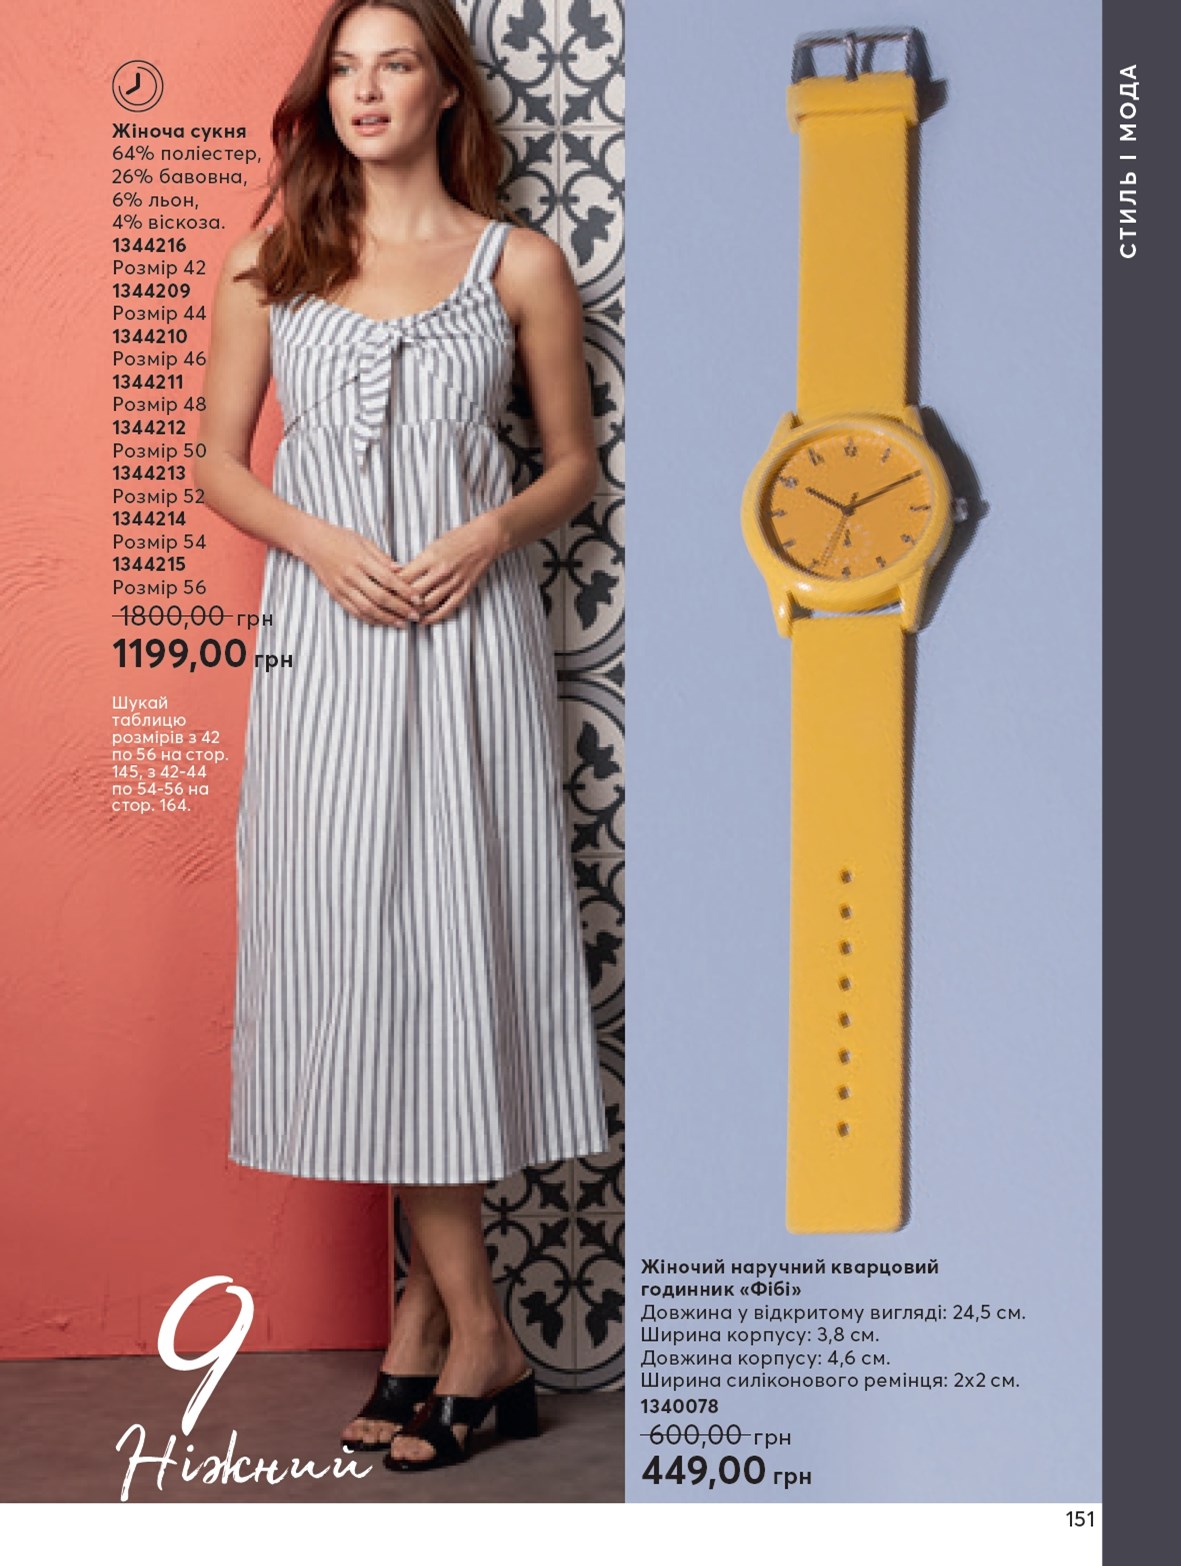 Жіноча сукня
64% поліестер,
26% бавовна,
6% льон,
4% віскоза.
1344216
Розмір 42
1344209
Розмір 44
1344210
Розмір 46
1344211
Розмір 48
1344212
Розмір 50
1344213
Розмір 52
1344214
Розмір 54
1344215
Розмір 56
1800,00 грн
1199,00 грн
Шукай
таблицю
розмірів з 42
по 56 на стор.
145, з 42-44
по 54-56 на
стор. 164.
9
Ніжний
СТИЛЬ І МОДА
Жіночий наручний кварцовий
годинник «Фібі»
Довжина у відкритому вигляді: 24,5 см.
Ширина корпусу: 3,8 см.
Довжина корпусу: 4,6 см.
Ширина силіконового ремінця: 2х2 см.
1340078
600,00 грн
449,00 грн
151